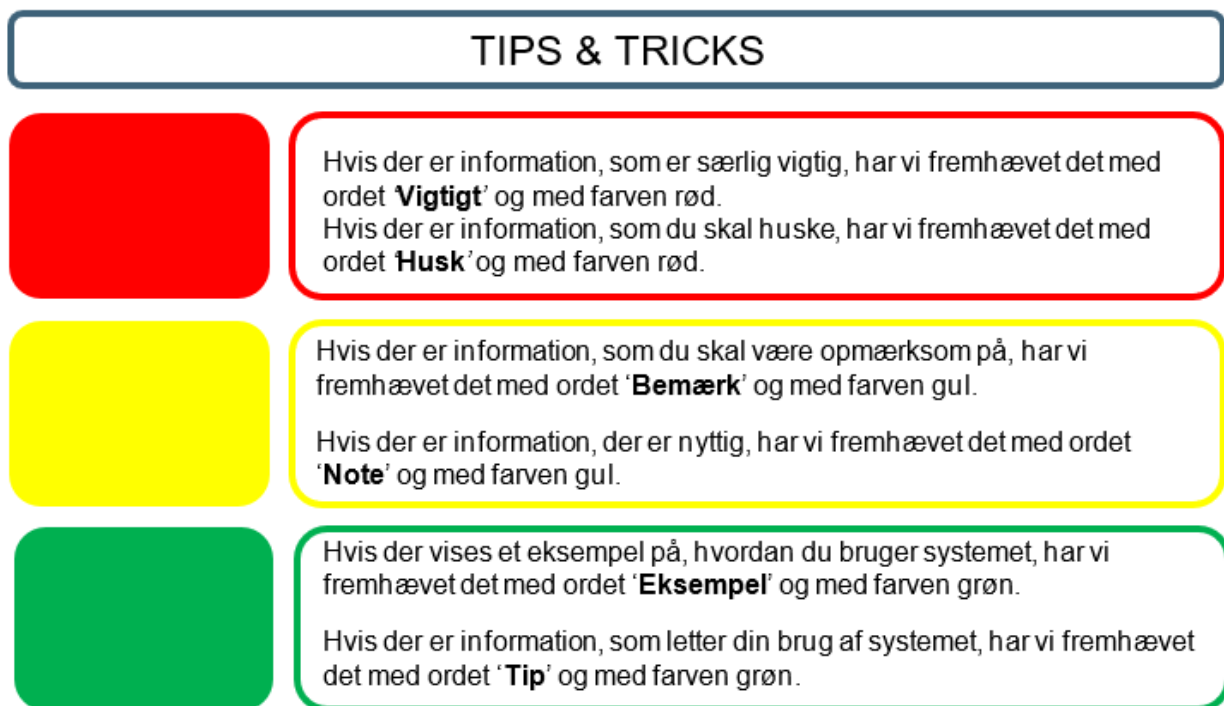 TIPS & TRICKS
Hvis der er information, som er særlig vigtig, har vi fremhævet det med
ordet ‘Vigtigt’ og med farven rød.
Hvis der er information, som du skal huske, har vi fremhævet det med
ordet ‘Husk’ og med farven rød.
Hvis der er information, som du skal være opmærksom på, har vi
fremhævet det med ordet ‘Bemærk’ og med farven gul.
Hvis der er information, der er nyttig, har vi fremhævet det med ordet
‘Note’ og med farven gul.
Hvis der vises et eksempel på, hvordan du bruger systemet, har vi
fremhævet det med ordet ‘Eksempel’ og med farven grøn.
Hvis der er information, som letter din brug af systemet, har vi fremhævet
det med ordet ‘Tip’ og med farven grøn.